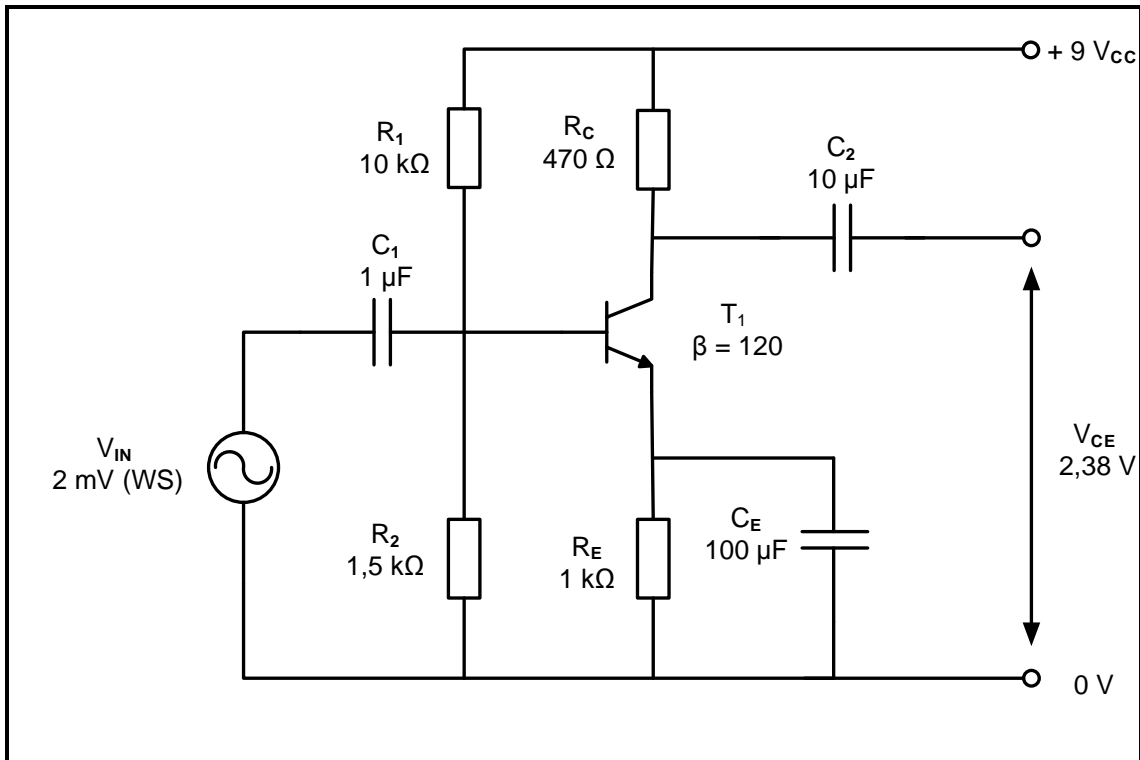 + 9 V_CC
R_1
10 kΩ
R_C
470 Ω
C_2
10 µF
C_1
1 µF
T_1
β = 120
V_IN
2 mV (WS)
V_CE
2,38 V
R_2
1,5 kΩ
R_E
1 kΩ
C_E
100 µF
0 V